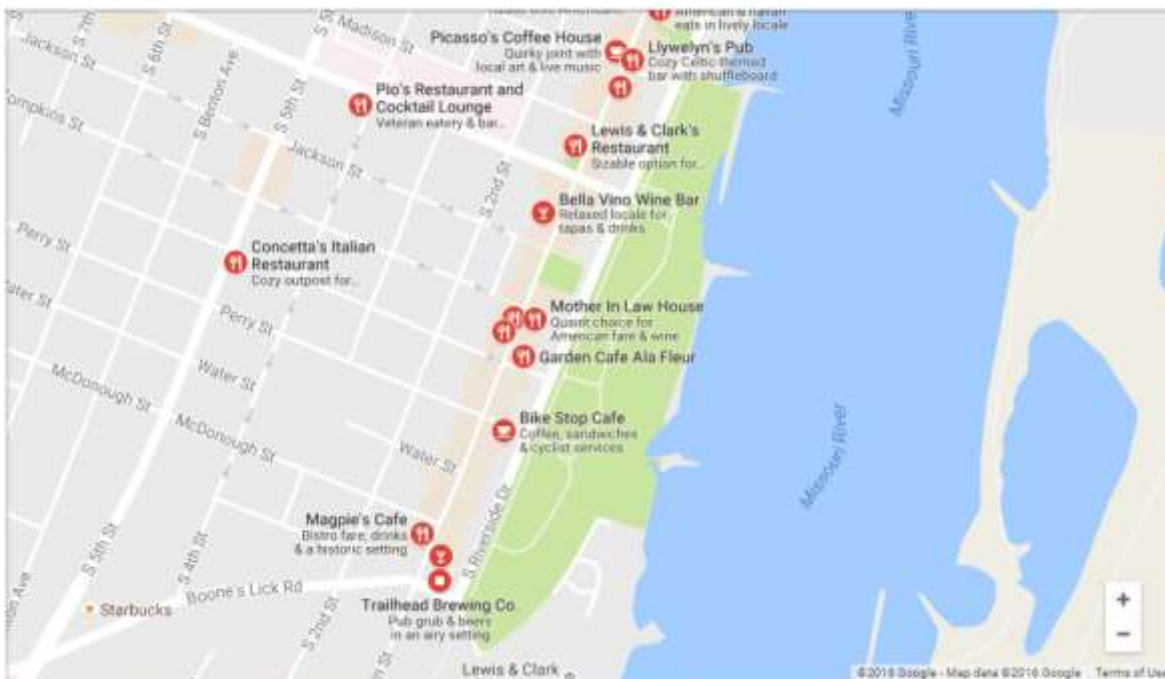 S 7th St
S 6th St
S Benton Ave
S 5th St
Madison St
Jackson St
Picasso's Coffee House
Quirky joint with
local art & live music
eats in lively locale
Llywelyn's Pub
Cozy Celtic-themed
bar with shuffleboard
Missouri River
Pio's Restaurant and
Cocktail Lounge
Veteran eatery & bar...
Tompkins St
Jackson St
Lewis & Clark's
Restaurant
Sizable option for...
S 2nd St
Bella Vino Wine Bar
Relaxed locale for
tapas & drinks
Perry St
Concetta's Italian
Restaurant
Cozy outpost for...
Water St
Perry St
Mother In Law House
Quaint choice for
American fare & wine
Garden Cafe Ala Fleur
Water St
McDonough St
McDonough St
Bike Stop Cafe
Coffee, sandwiches
& cyclist services
Water St
Missouri River
Magpie's Cafe
Bistro fare, drinks
& a historic setting
S Riverside Dr
S 5th St
S 4th St
Boone's Lick Rd
Starbucks
S 2nd St
Trailhead Brewing Co.
Pub grub & beers
in an airy setting
Lewis & Clark
+
−
©2016 Google - Map data ©2016 Google
Terms of Use